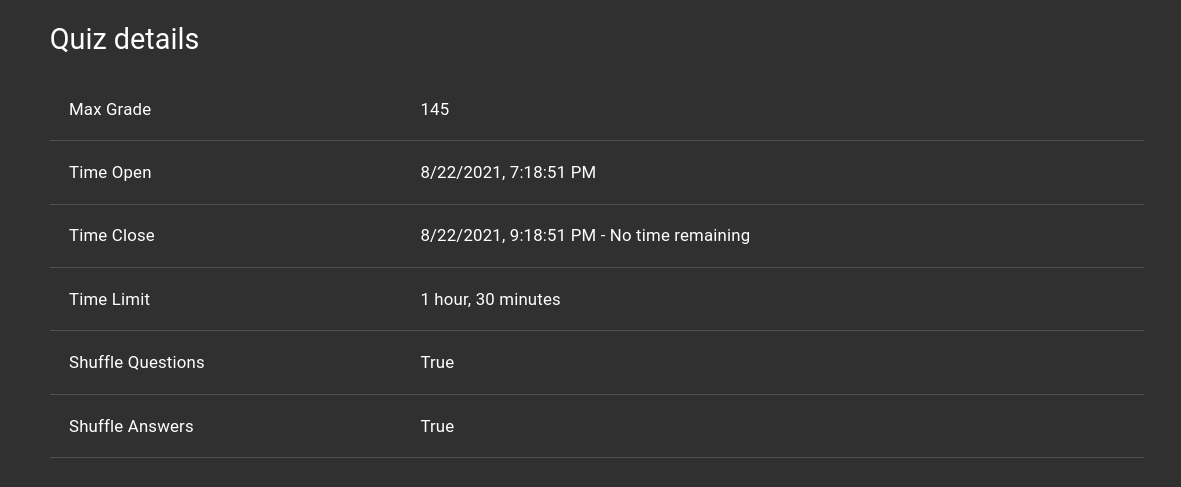 Quiz details
Max Grade 145
Time Open 8/22/2021, 7:18:51 PM
Time Close 8/22/2021, 9:18:51 PM - No time remaining
Time Limit 1 hour, 30 minutes
Shuffle Questions True
Shuffle Answers True